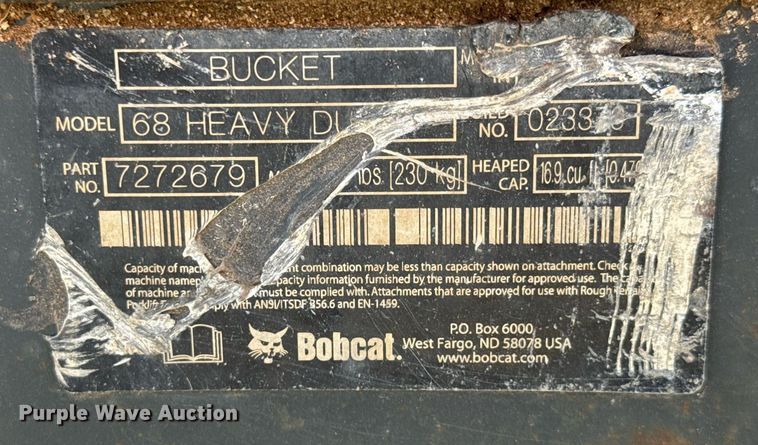 BUCKET
MODEL 68 HEAVY
NO.
PART NO. 7272679 [230 kg] HEAPED CAP. 16.9 cu.
Capacity of combination may be less than capacity shown on attachment. Check
machine capacity information furnished by the manufacturer for approved use. The
of machine must be complied with. Attachments that are approved for use with Rough
with ANSI/ITSDF B56.6 and EN-1459.
Bobcat.
P.O. Box 6000
West Fargo, ND 58078 USA
www.bobcat.com
Purple Wave Auction